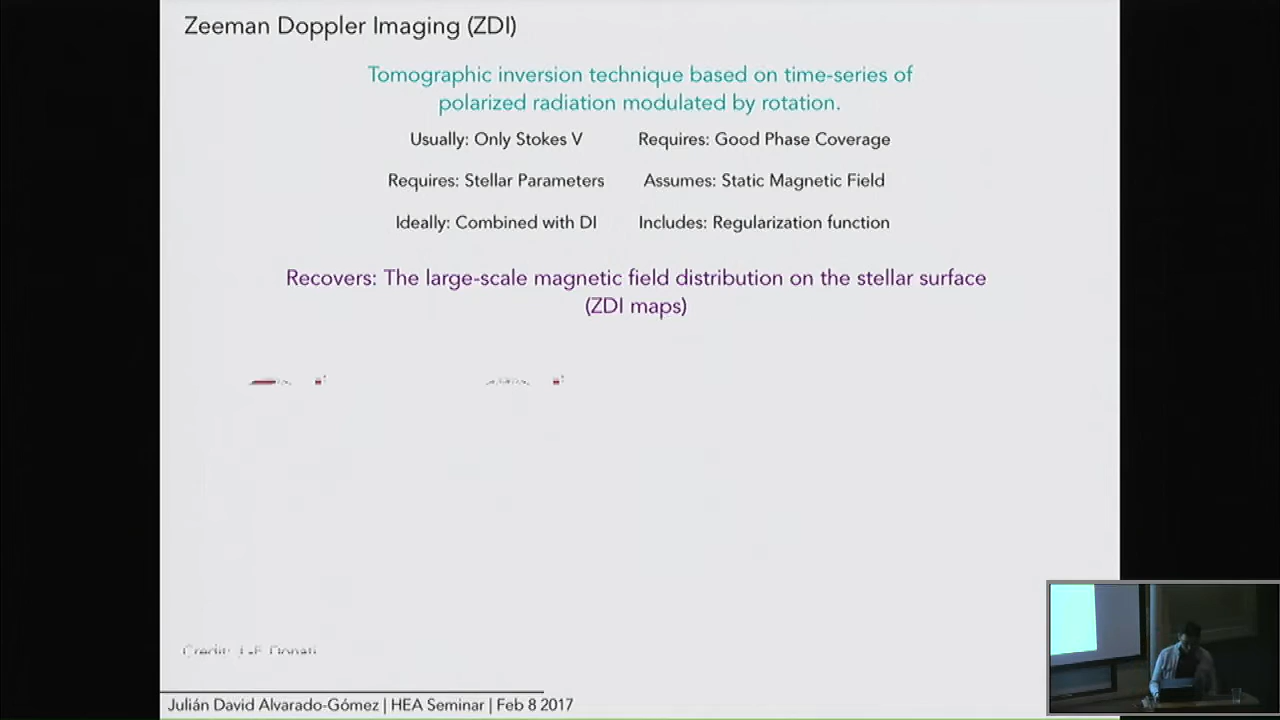 Zeeman Doppler Imaging (ZDI)
Tomographic inversion technique based on time-series of
polarized radiation modulated by rotation.
Usually: Only Stokes V
Requires: Good Phase Coverage
Requires: Stellar Parameters
Assumes: Static Magnetic Field
Ideally: Combined with DI
Includes: Regularization function
Recovers: The large-scale magnetic field distribution on the stellar surface
(ZDI maps)
Credit: J.-F. Donati
Julián David Alvarado-Gómez | HEA Seminar | Feb 8 2017